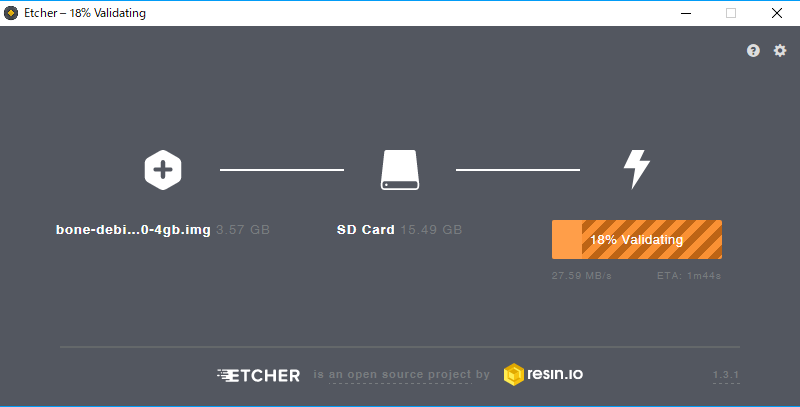 Etcher – 18% Validating
bone-debi...0-4gb.img 3.57 GB
SD Card 15.49 GB
18% Validating
27.59 MB/s ETA: 1m44s
ETCHER is an open source project by resin.io 1.3.1